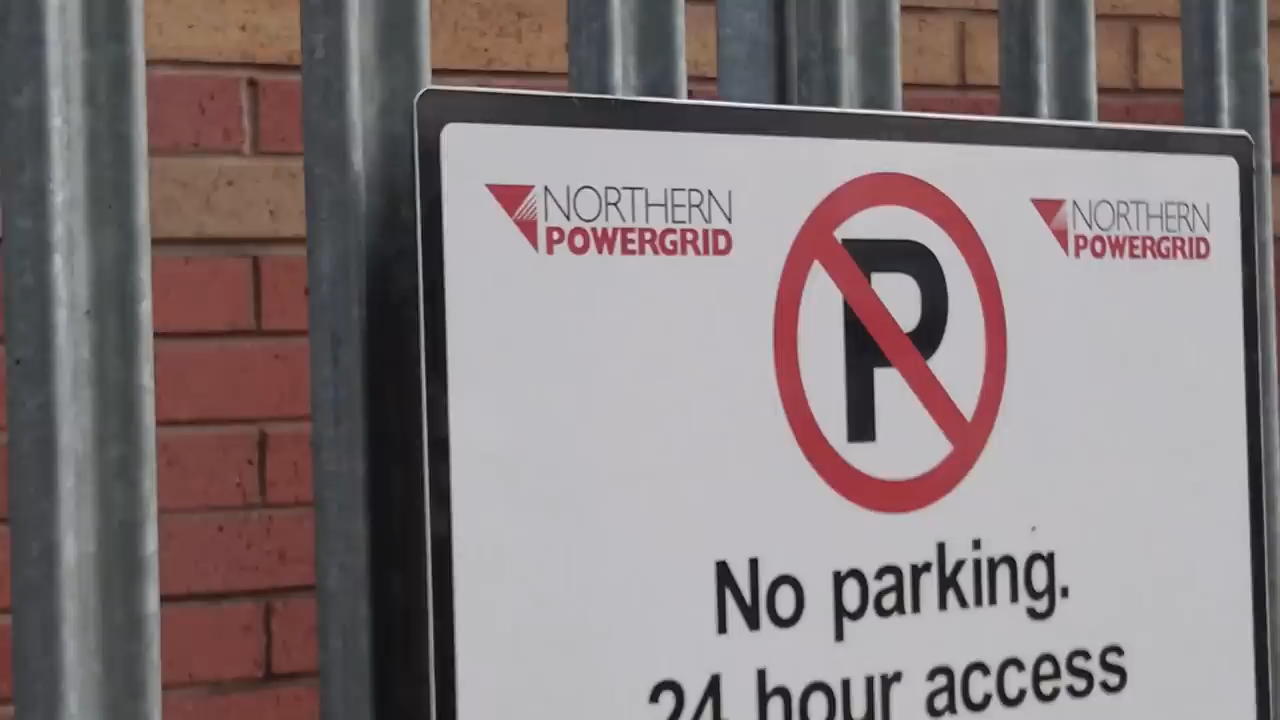 NORTHERN
POWERGRID
P
NORTHERN
POWERGRID
No parking.
24 hour access